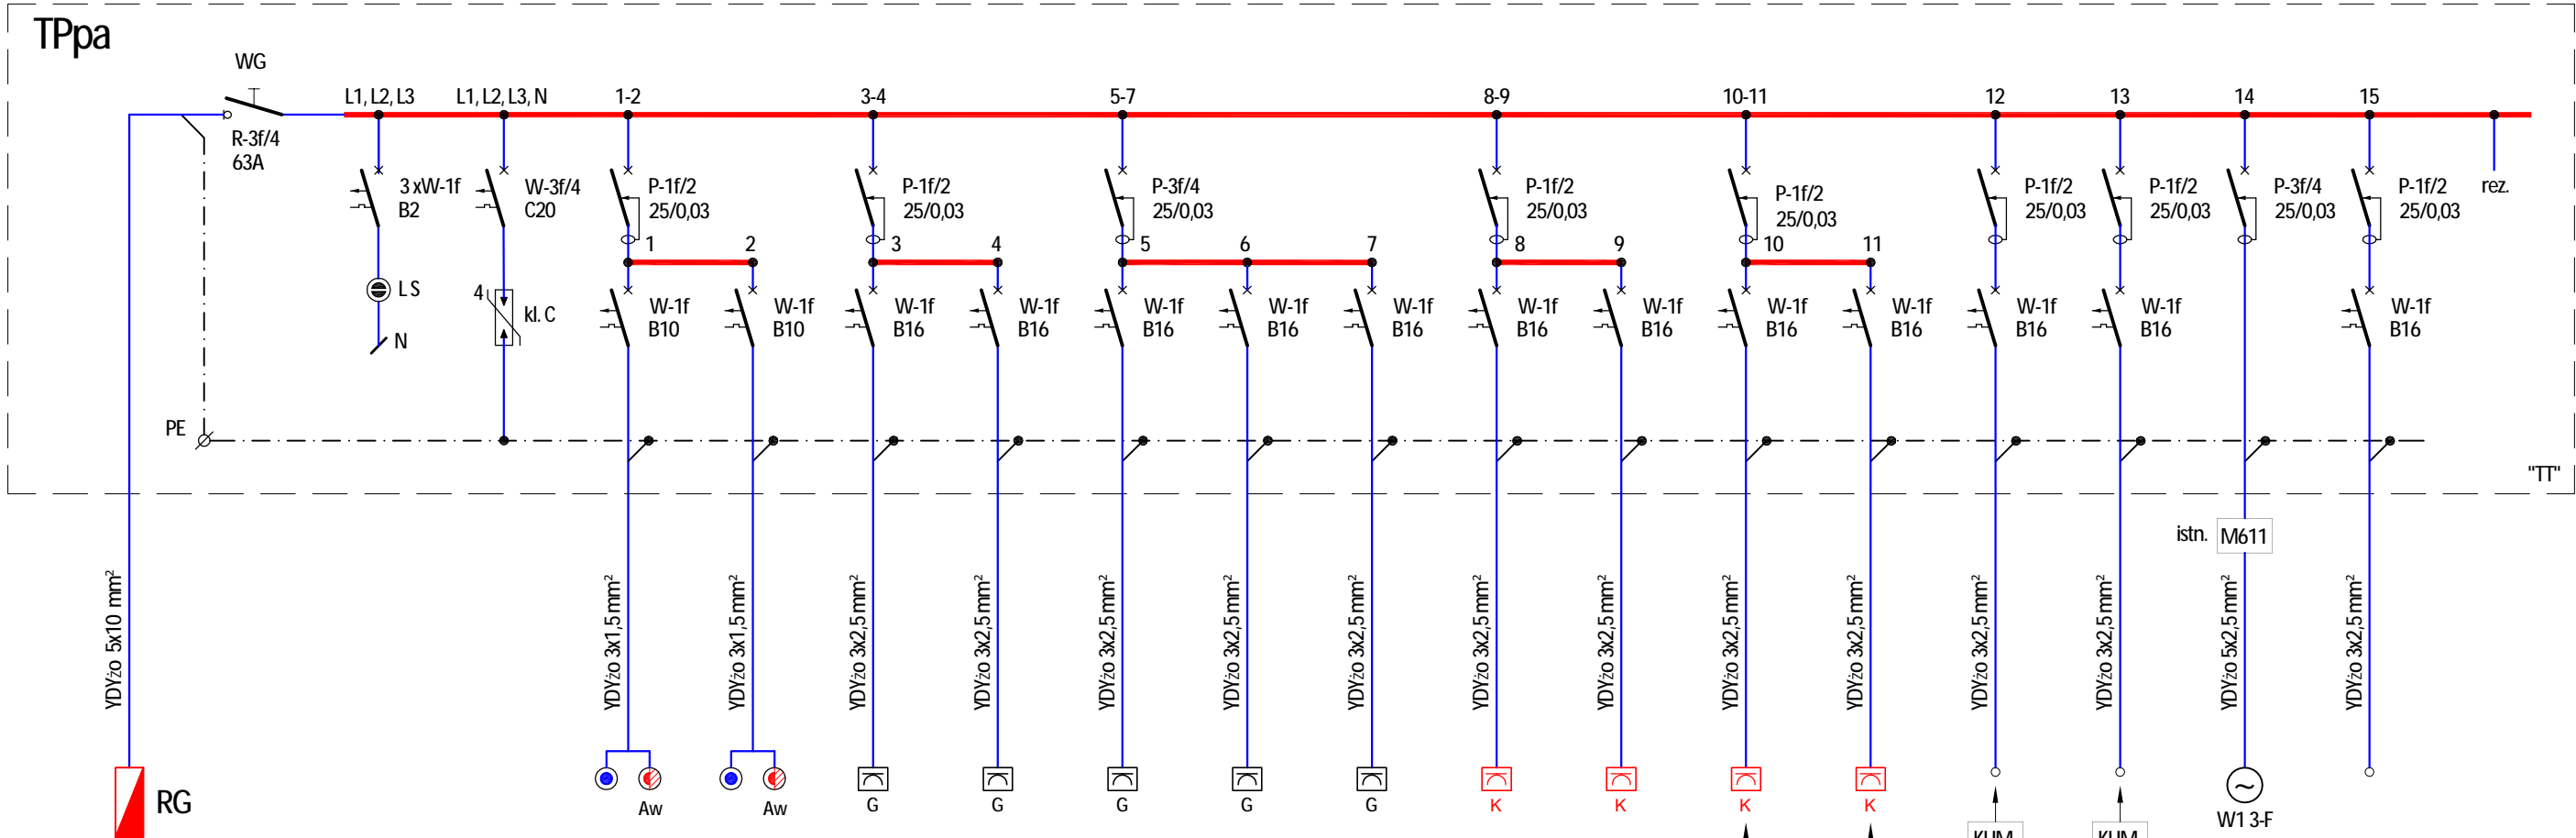 TPpa
WG
L1, L2, L3
L1, L2, L3, N
1-2
3-4
5-7
8-9
10-11
12
13
14
15
R-3f/4
63A
3 xW-1f
B2
W-3f/4
C20
P-1f/2
25/0,03
P-1f/2
25/0,03
P-3f/4
25/0,03
P-1f/2
25/0,03
P-1f/2
25/0,03
P-1f/2
25/0,03
P-1f/2
25/0,03
P-3f/4
25/0,03
P-1f/2
25/0,03
rez.
1
2
3
4
5
6
7
8
9
10
11
LS
N
4
kl. C
W-1f
B10
W-1f
B10
W-1f
B16
W-1f
B16
W-1f
B16
W-1f
B16
W-1f
B16
W-1f
B16
W-1f
B16
W-1f
B16
W-1f
B16
W-1f
B16
W-1f
B16
W-1f
B16
PE
"TT"
istn.
M611
YDYżo 5x10 mm²
YDYżo 3x1,5 mm²
YDYżo 3x1,5 mm²
YDYżo 3x2,5 mm²
YDYżo 3x2,5 mm²
YDYżo 3x2,5 mm²
YDYżo 3x2,5 mm²
YDYżo 3x2,5 mm²
YDYżo 3x2,5 mm²
YDYżo 3x2,5 mm²
YDYżo 3x2,5 mm²
YDYżo 3x2,5 mm²
YDYżo 3x2,5 mm²
YDYżo 3x2,5 mm²
YDYżo 5x2,5 mm²
YDYżo 3x2,5 mm²
RG
Aw
Aw
G
G
G
G
G
K
K
K
K
W1 3-F